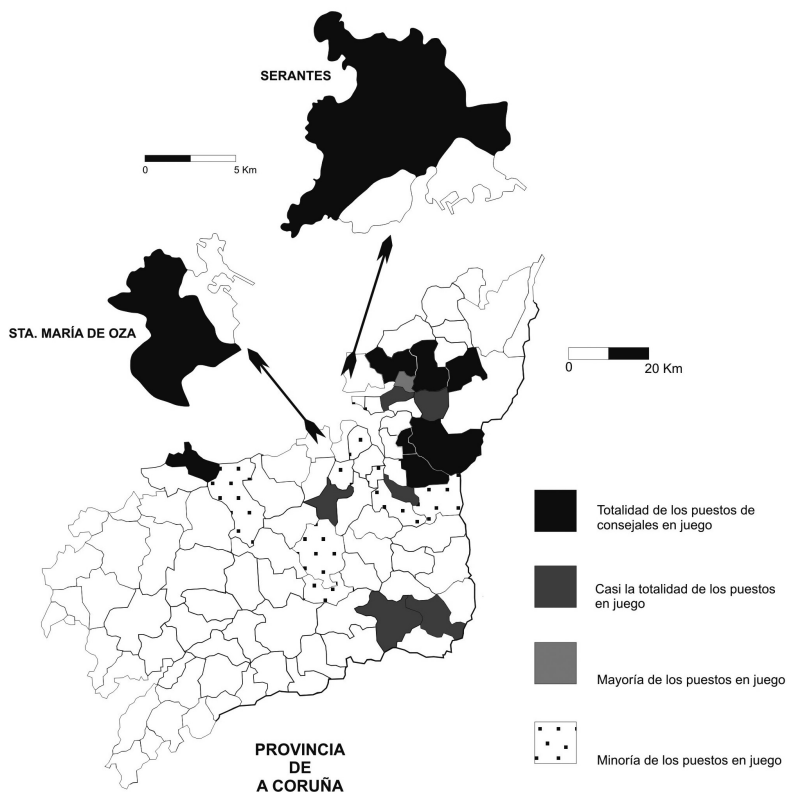 SERANTES
0
5 Km
STA. MARÍA DE OZA
0
20 Km
Totalidad de los puestos de
consejales en juego
Casi la totalidad de los puestos
en juego
Mayoría de los puestos en juego
Minoría de los puestos en juego
PROVINCIA
DE
A CORUÑA